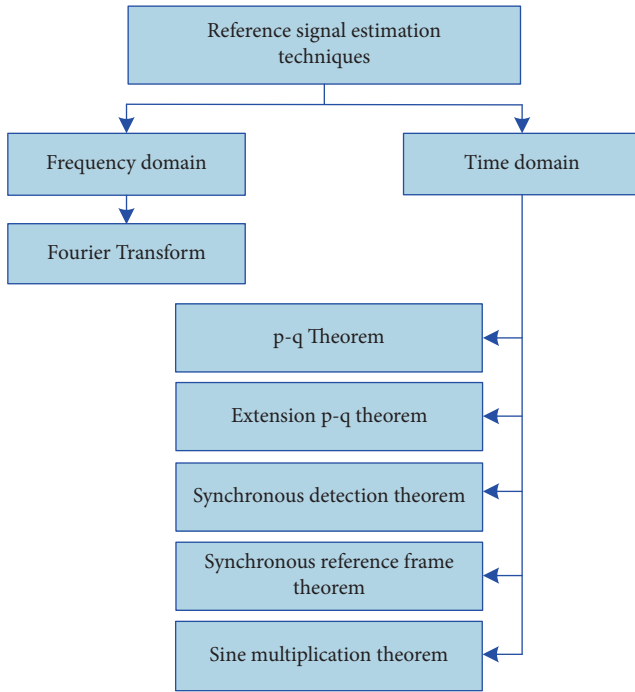 Reference signal estimation
techniques
Frequency domain
Time domain
Fourier Transform
p-q Theorem
Extension p-q theorem
Synchronous detection theorem
Synchronous reference frame
theorem
Sine multiplication theorem